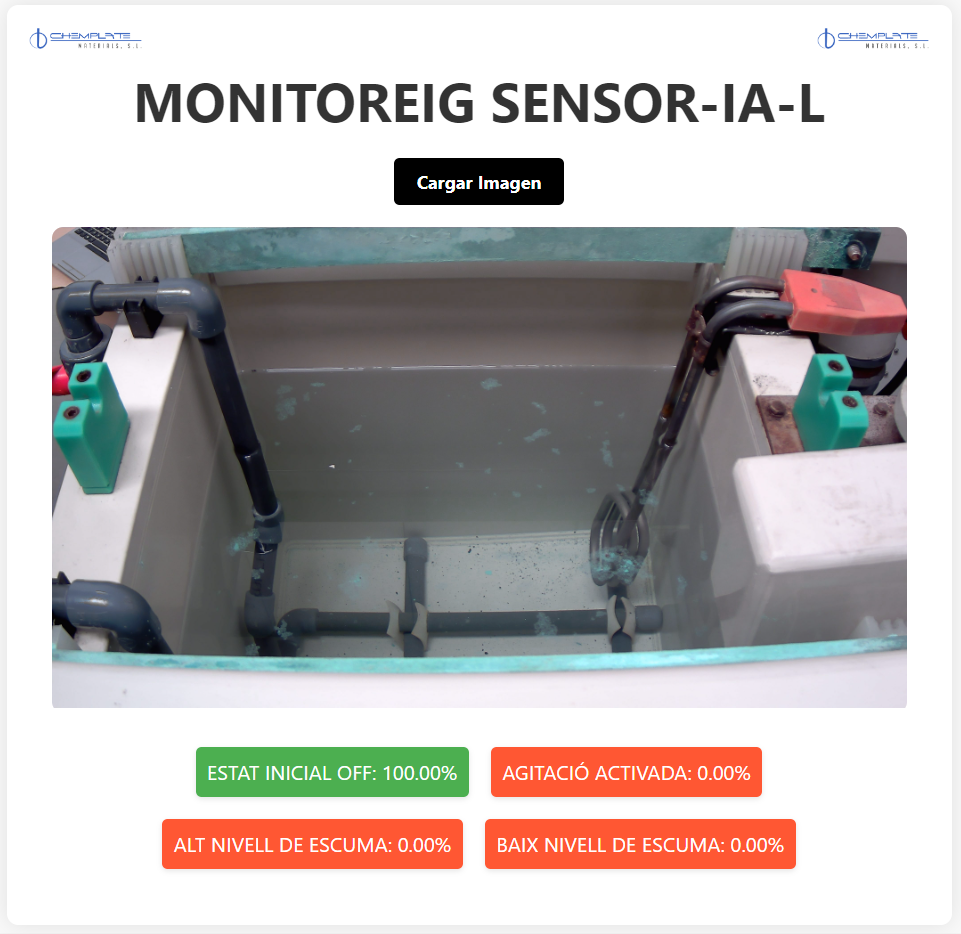 CHEMPLATE
MATERIALS, S.L.
CHEMPLATE
MATERIALS, S.L.
MONITOREIG SENSOR-IA-L
Cargar Imagen
ESTAT INICIAL OFF: 100.00%
AGITACIÓ ACTIVADA: 0.00%
ALT NIVELL DE ESCUMA: 0.00%
BAIX NIVELL DE ESCUMA: 0.00%